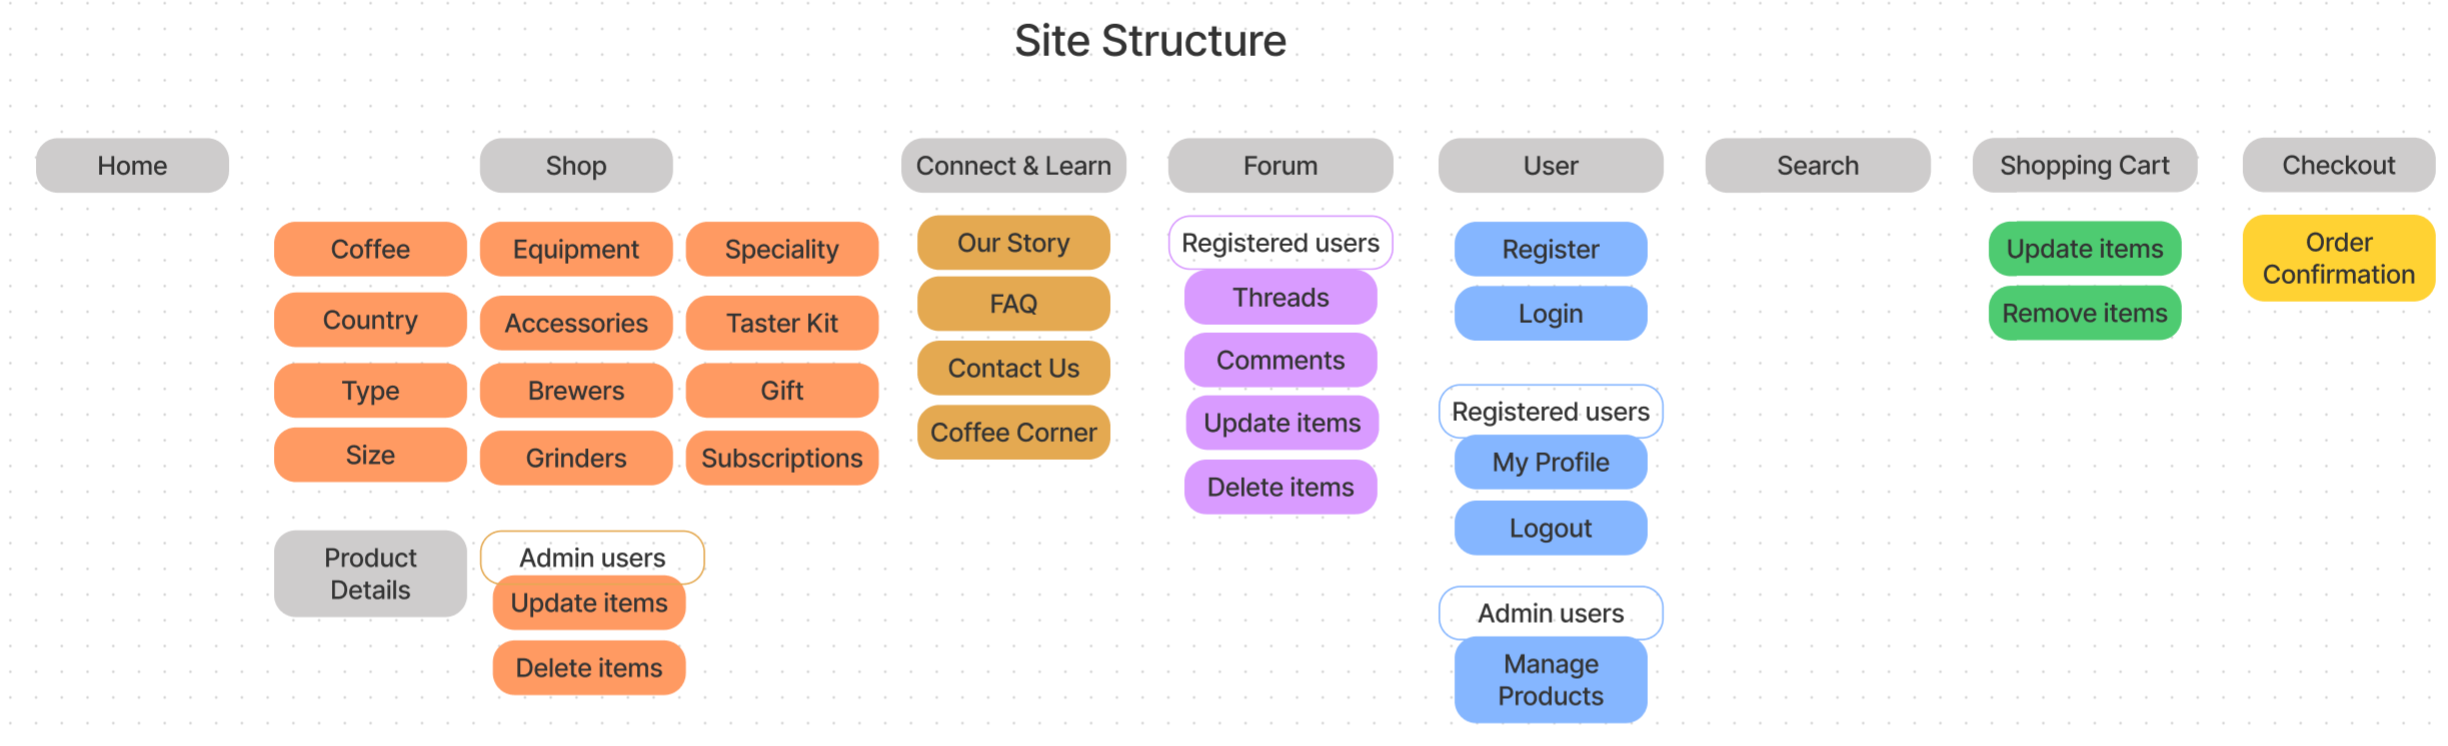 Site Structure
Home
Shop
Connect & Learn
Forum
User
Search
Shopping Cart
Checkout
Coffee
Equipment
Speciality
Country
Accessories
Taster Kit
Type
Brewers
Gift
Size
Grinders
Subscriptions
Product
Details
Admin users
Update items
Delete items
Our Story
FAQ
Contact Us
Coffee Corner
Registered users
Threads
Comments
Update items
Delete items
Register
Login
Registered users
My Profile
Logout
Admin users
Manage
Products
Update items
Remove items
Order
Confirmation